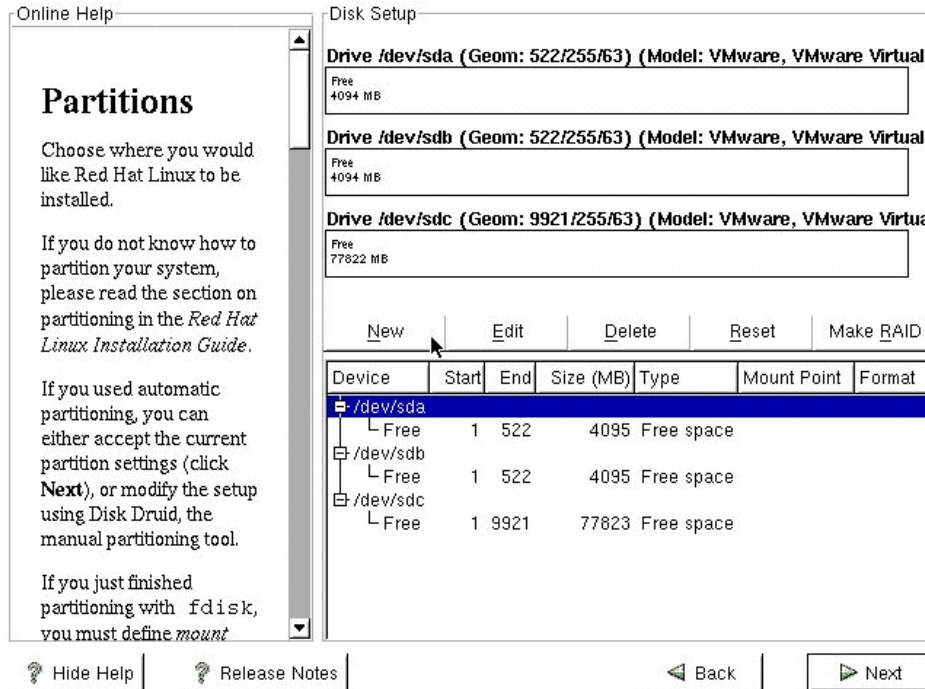 Online Help
Partitions
Choose where you would
like Red Hat Linux to be
installed.
If you do not know how to
partition your system,
please read the section on
partitioning in the Red Hat
Linux Installation Guide.
If you used automatic
partitioning, you can
either accept the current
partition settings (click
Next), or modify the setup
using Disk Druid, the
manual partitioning tool.
If you just finished
partitioning with fdisk,
you must define mount
Disk Setup
Drive /dev/sda (Geom: 522/255/63) (Model: VMware, VMware Virtual
Free
4094 MB
Drive /dev/sdb (Geom: 522/255/63) (Model: VMware, VMware Virtual
Free
4094 MB
Drive /dev/sdc (Geom: 9921/255/63) (Model: VMware, VMware Virtua
Free
77822 MB
New Edit Delete Reset Make RAID
Device Start End Size (MB) Type Mount Point Format
/dev/sda
Free 1 522 4095 Free space
/dev/sdb
Free 1 522 4095 Free space
/dev/sdc
Free 1 9921 77823 Free space
Hide Help Release Notes Back Next